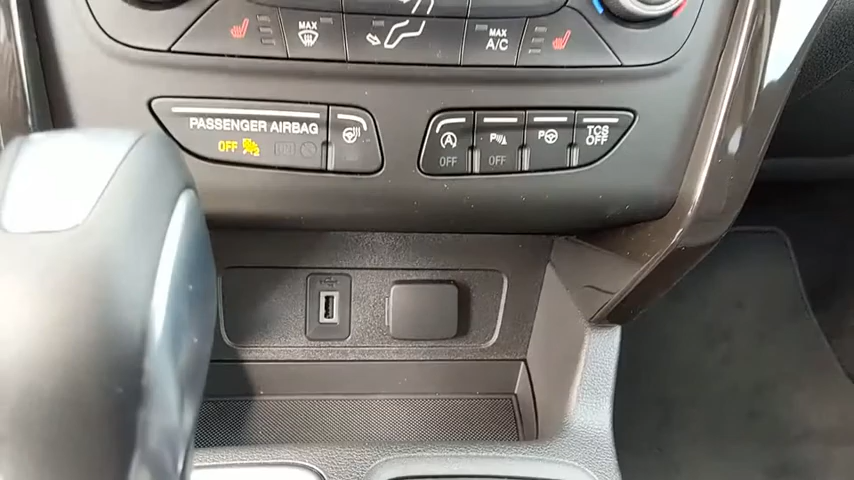 MAX
MAX
A/C
PASSENGER AIRBAG
OFF
A
OFF
P
OFF
P
TCS
OFF